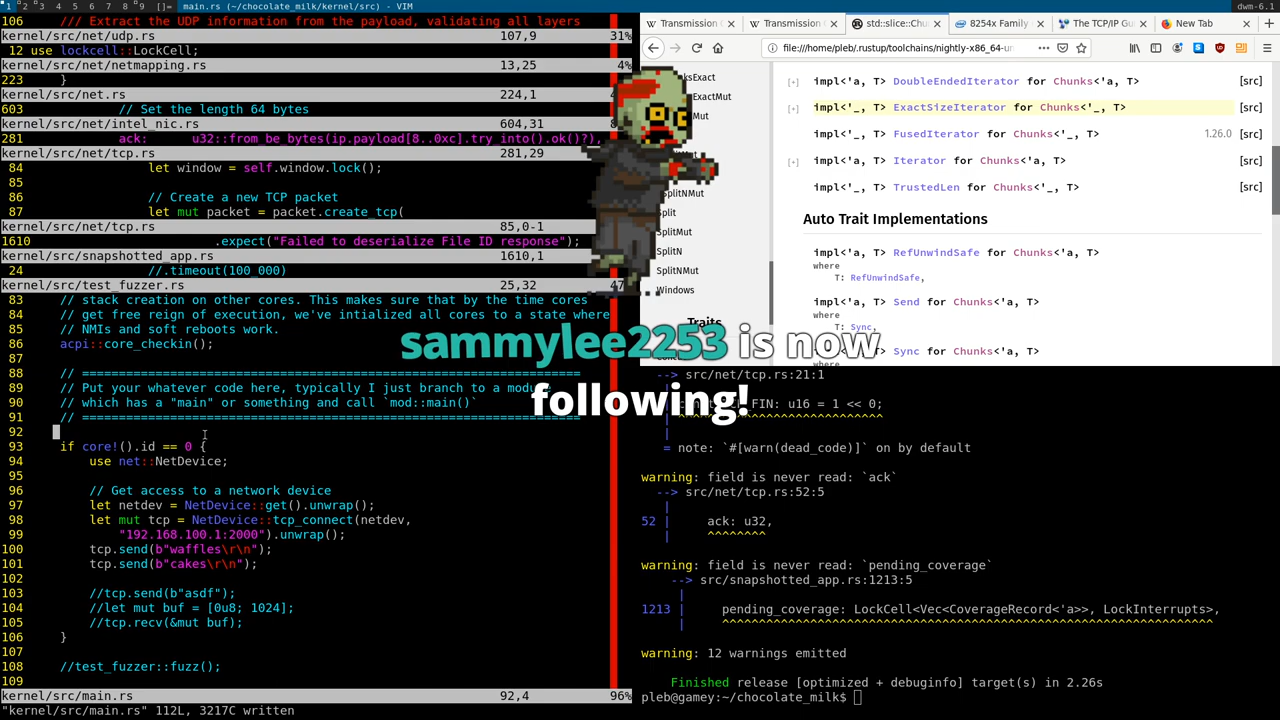 1 2 3 4 5 6 7 8 9 []= main.rs (~/chocolate_milk/kernel/src) - VIM
dwm-6.1
106     /// Extract the UDP information from the payload, validating all layers
kernel/src/net/udp.rs 107,9 31%
12 use lockcell::LockCell;
kernel/src/net/netmapping.rs 13,25 4%
223     }
kernel/src/net.rs 224,1
603         // Set the length 64 bytes
kernel/src/net/intel_nic.rs 604,31
281         ack:     u32::from_be_bytes(ip.payload[8..0xc].try_into().ok()?),
kernel/src/net/tcp.rs 281,29
84         let window = self.window.lock();
85
86         // Create a new TCP packet
87         let mut packet = packet.create_tcp(
kernel/src/net/tcp.rs 85,0-1
1610         .expect("Failed to deserialize File ID response");
kernel/src/snapshotted_app.rs 1610,1
24         //.timeout(100_000)
kernel/src/test_fuzzer.rs 25,32 47
83     // stack creation on other cores. This makes sure that by the time cores
84     // get free reign of execution, we've intialized all cores to a state where
85     // NMIs and soft reboots work.
86     acpi::core_checkin();
87
88     // =====================================================================
89     // Put your whatever code here, typically I just branch to a module
90     // which has a "main" or something and call `mod::main()`
91     // =====================================================================
92
93     if core!().id == 0 {
94         use net::NetDevice;
95
96         // Get access to a network device
97         let netdev = NetDevice::get().unwrap();
98         let mut tcp = NetDevice::tcp_connect(netdev,
99             "192.168.100.1:2000").unwrap();
100         tcp.send(b"waffles\r\n");
101         tcp.send(b"cakes\r\n");
102
103         //tcp.send(b"asdf");
104         //let mut buf = [0u8; 1024];
105         //tcp.recv(&mut buf);
106     }
107
108     //test_fuzzer::fuzz();
109
kernel/src/main.rs 92,4 96%
"kernel/src/main.rs" 112L, 3217C written
sammylee2253 is now
following!
Transmission C
Transmission C
std::slice::Chu
8254x Family
The TCP/IP Gu
New Tab
file:///home/pleb/.rustup/toolchains/nightly-x86_64-un
ksExact
ExactMut
Mut
SplitNMut
Split
SplitMut
SplitN
SplitNMut
Windows
Traits
[+] impl<'a, T> DoubleEndedIterator for Chunks<'a, T> [src]
[+] impl<'_, T> ExactSizeIterator for Chunks<'_, T> [src]
impl<'_, T> FusedIterator for Chunks<'_, T> 1.26.0 [src]
[+] impl<'a, T> Iterator for Chunks<'a, T> [src]
impl<'_, T> TrustedLen for Chunks<'_, T> [src]
Auto Trait Implementations
impl<'a, T> RefUnwindSafe for Chunks<'a, T>
where
T: RefUnwindSafe,
impl<'a, T> Send for Chunks<'a, T>
where
T: Sync,
impl<'a, T> Sync for Chunks<'a, T>
--> src/net/tcp.rs:21:1
|
FIN: u16 = 1 << 0;
^^^^^^^^^^^^^^^^^^^^^^^^
|
= note: `#[warn(dead_code)]` on by default
warning: field is never read: `ack`
--> src/net/tcp.rs:52:5
|
52 |     ack: u32,
|     ^^^^^^^^
warning: field is never read: `pending_coverage`
--> src/snapshotted_app.rs:1213:5
|
1213 |     pending_coverage: LockCell<Vec<CoverageRecord<'a>>, LockInterrupts>,
|     ^^^^^^^^^^^^^^^^^^^^^^^^^^^^^^^^^^^^^^^^^^^^^^^^^^^^^^^^^^^^^^^^^^^
warning: 12 warnings emitted
Finished release [optimized + debuginfo] target(s) in 2.26s
pleb@gamey:~/chocolate_milk$